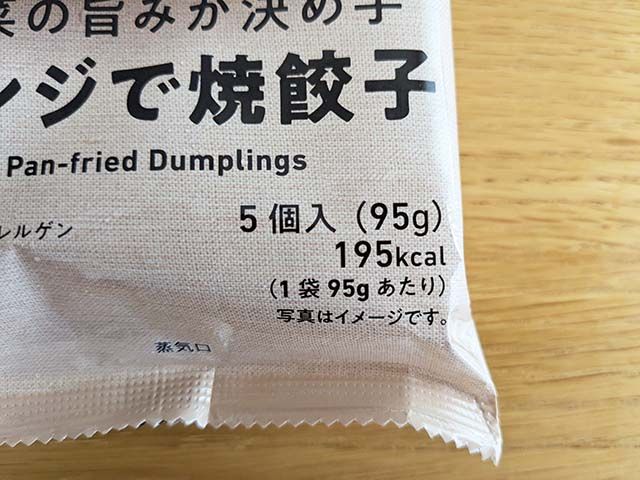 菜の旨みが決め手
ンジで焼餃子
Pan-fried Dumplings
レルゲン
5個入（95g）
195kcal
（1袋95gあたり）
写真はイメージです。
蒸気口